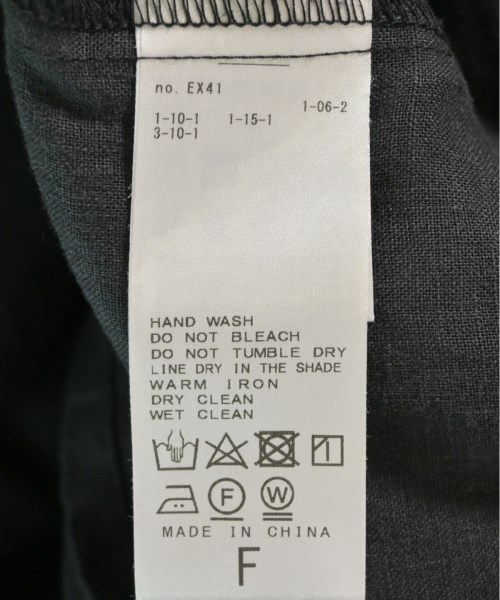 no. EX41
1-06-2
1-10-1 1-15-1
3-10-1
HAND WASH
DO NOT BLEACH
DO NOT TUMBLE DRY
LINE DRY IN THE SHADE
WARM IRON
DRY CLEAN
WET CLEAN
F W
MADE IN CHINA
F